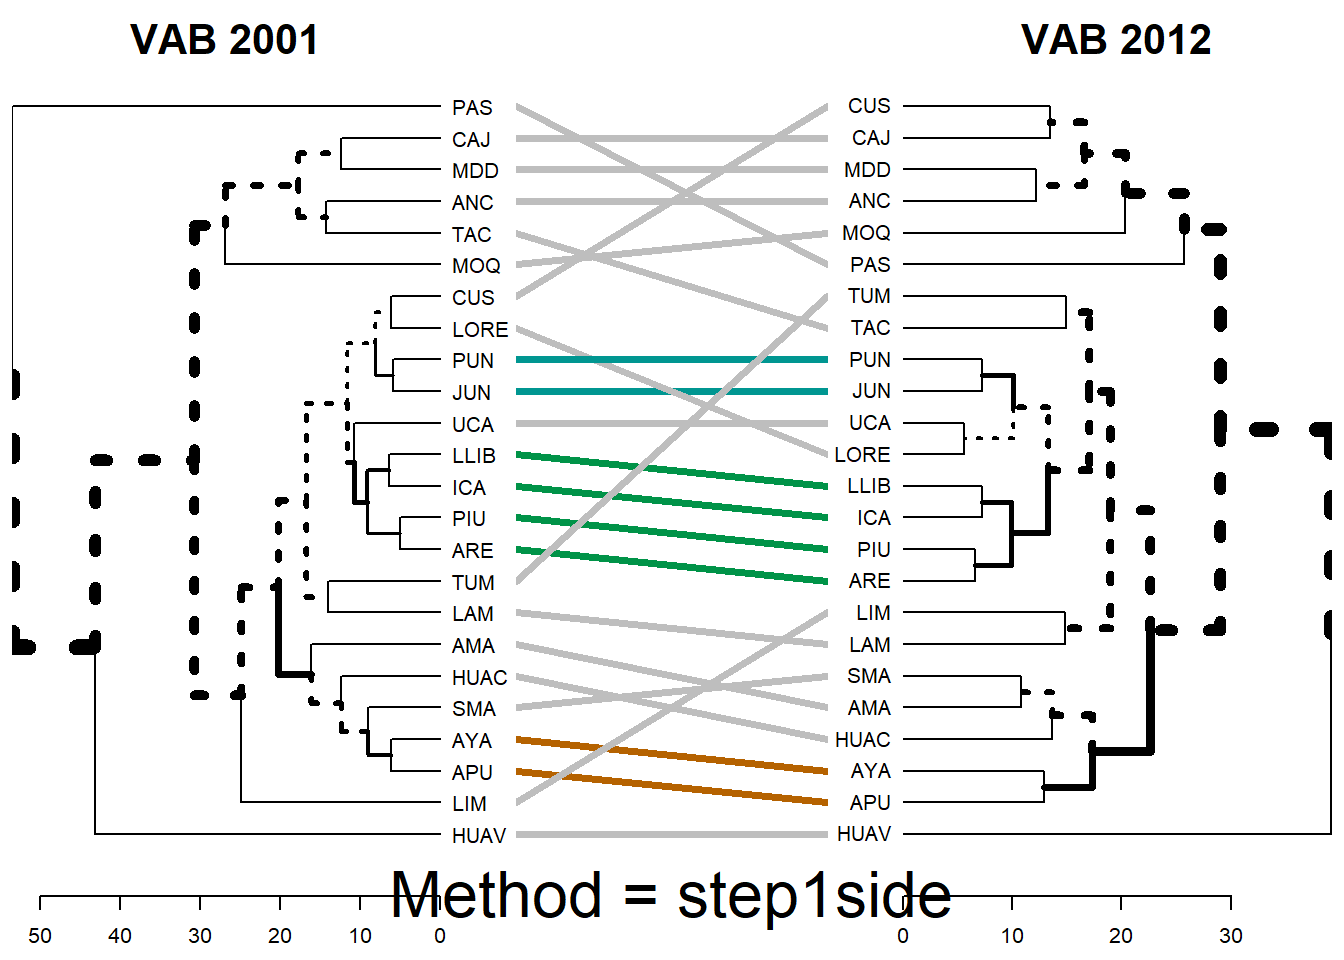 VAB 2001 VAB 2012
PAS CUS
CAJ CAJ
MDD MDD
ANC ANC
TAC MOQ
MOQ PAS
CUS TUM
LORE TAC
PUN PUN
JUN JUN
UCA UCA
LLIB LORE
ICA LLIB
PIU ICA
ARE PIU
TUM ARE
LAM LIM
AMA LAM
HUAC SMA
SMA AMA
AYA HUAC
APU AYA
LIM APU
HUAV HUAV
Method = step1side
50 40 30 20 10 0 0 10 20 30